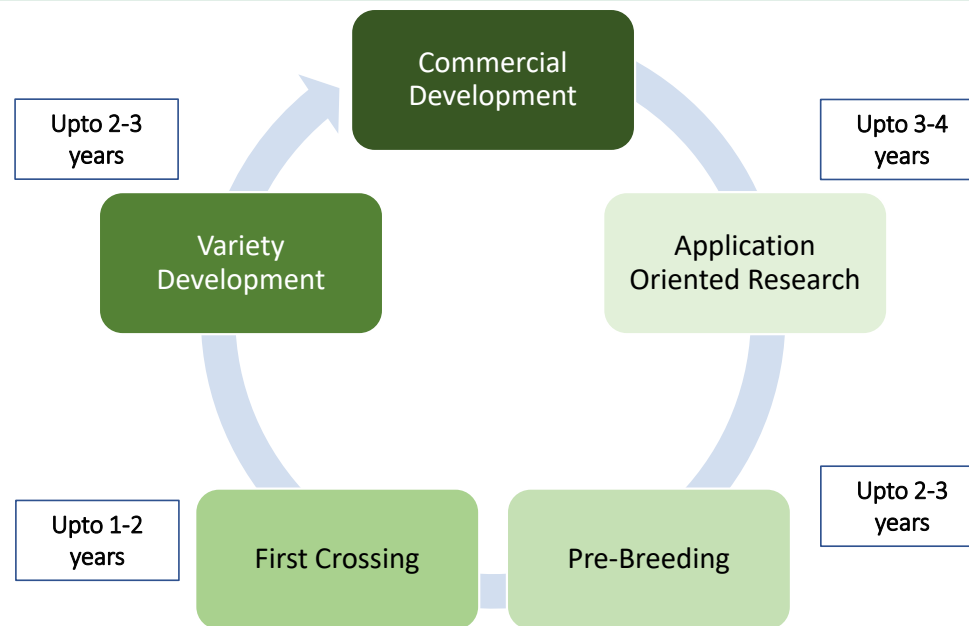 Commercial
Development
Upto 2-3
years
Upto 3-4
years
Variety
Development
Application
Oriented Research
Upto 1-2
years
First Crossing
Pre-Breeding
Upto 2-3
years